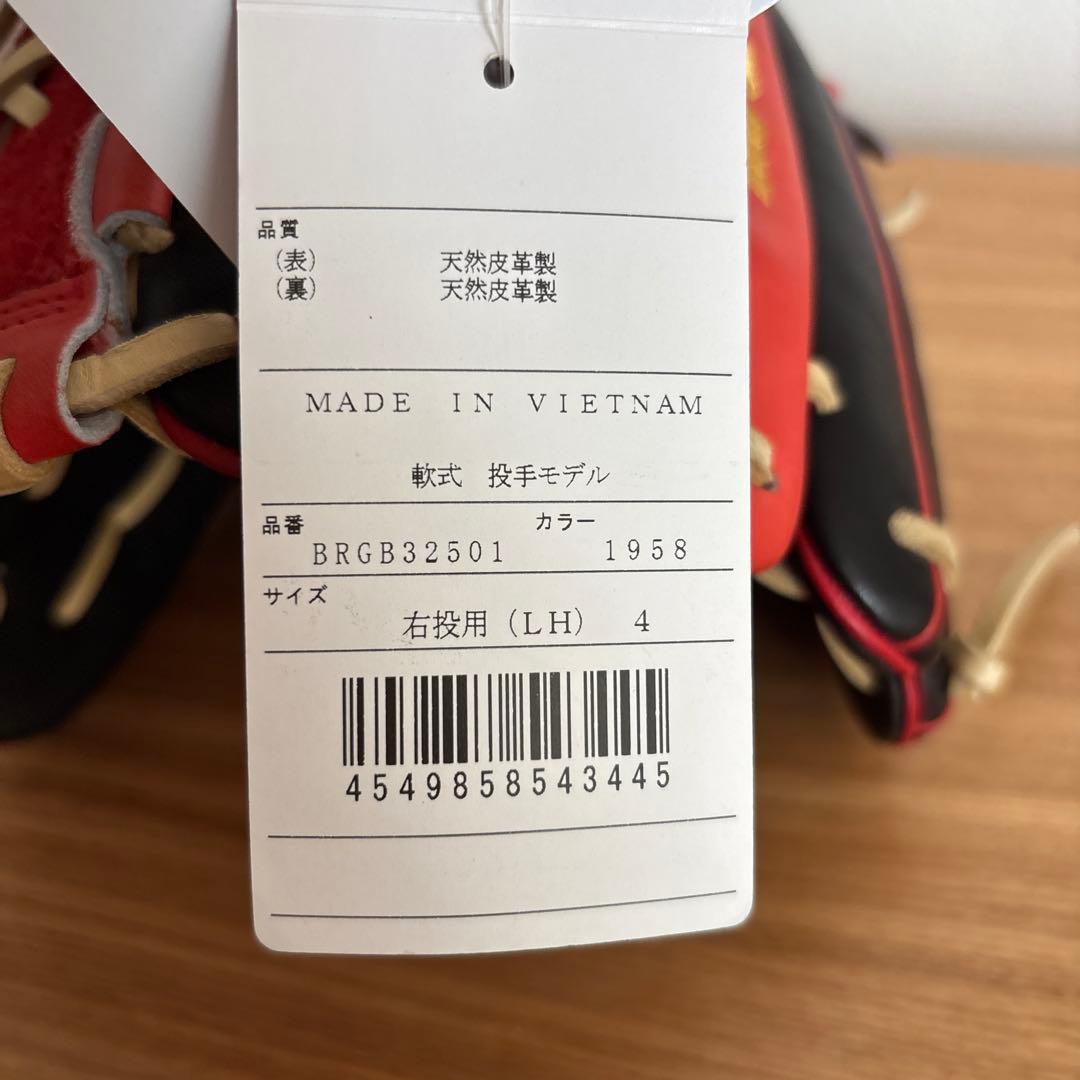 品質
（表） 天然皮革製
（裏） 天然皮革製
MADE IN VIETNAM
軟式 投手モデル
品番 カラー
BRGB32501 1958
サイズ
右投用（LH） 4
4549858543445